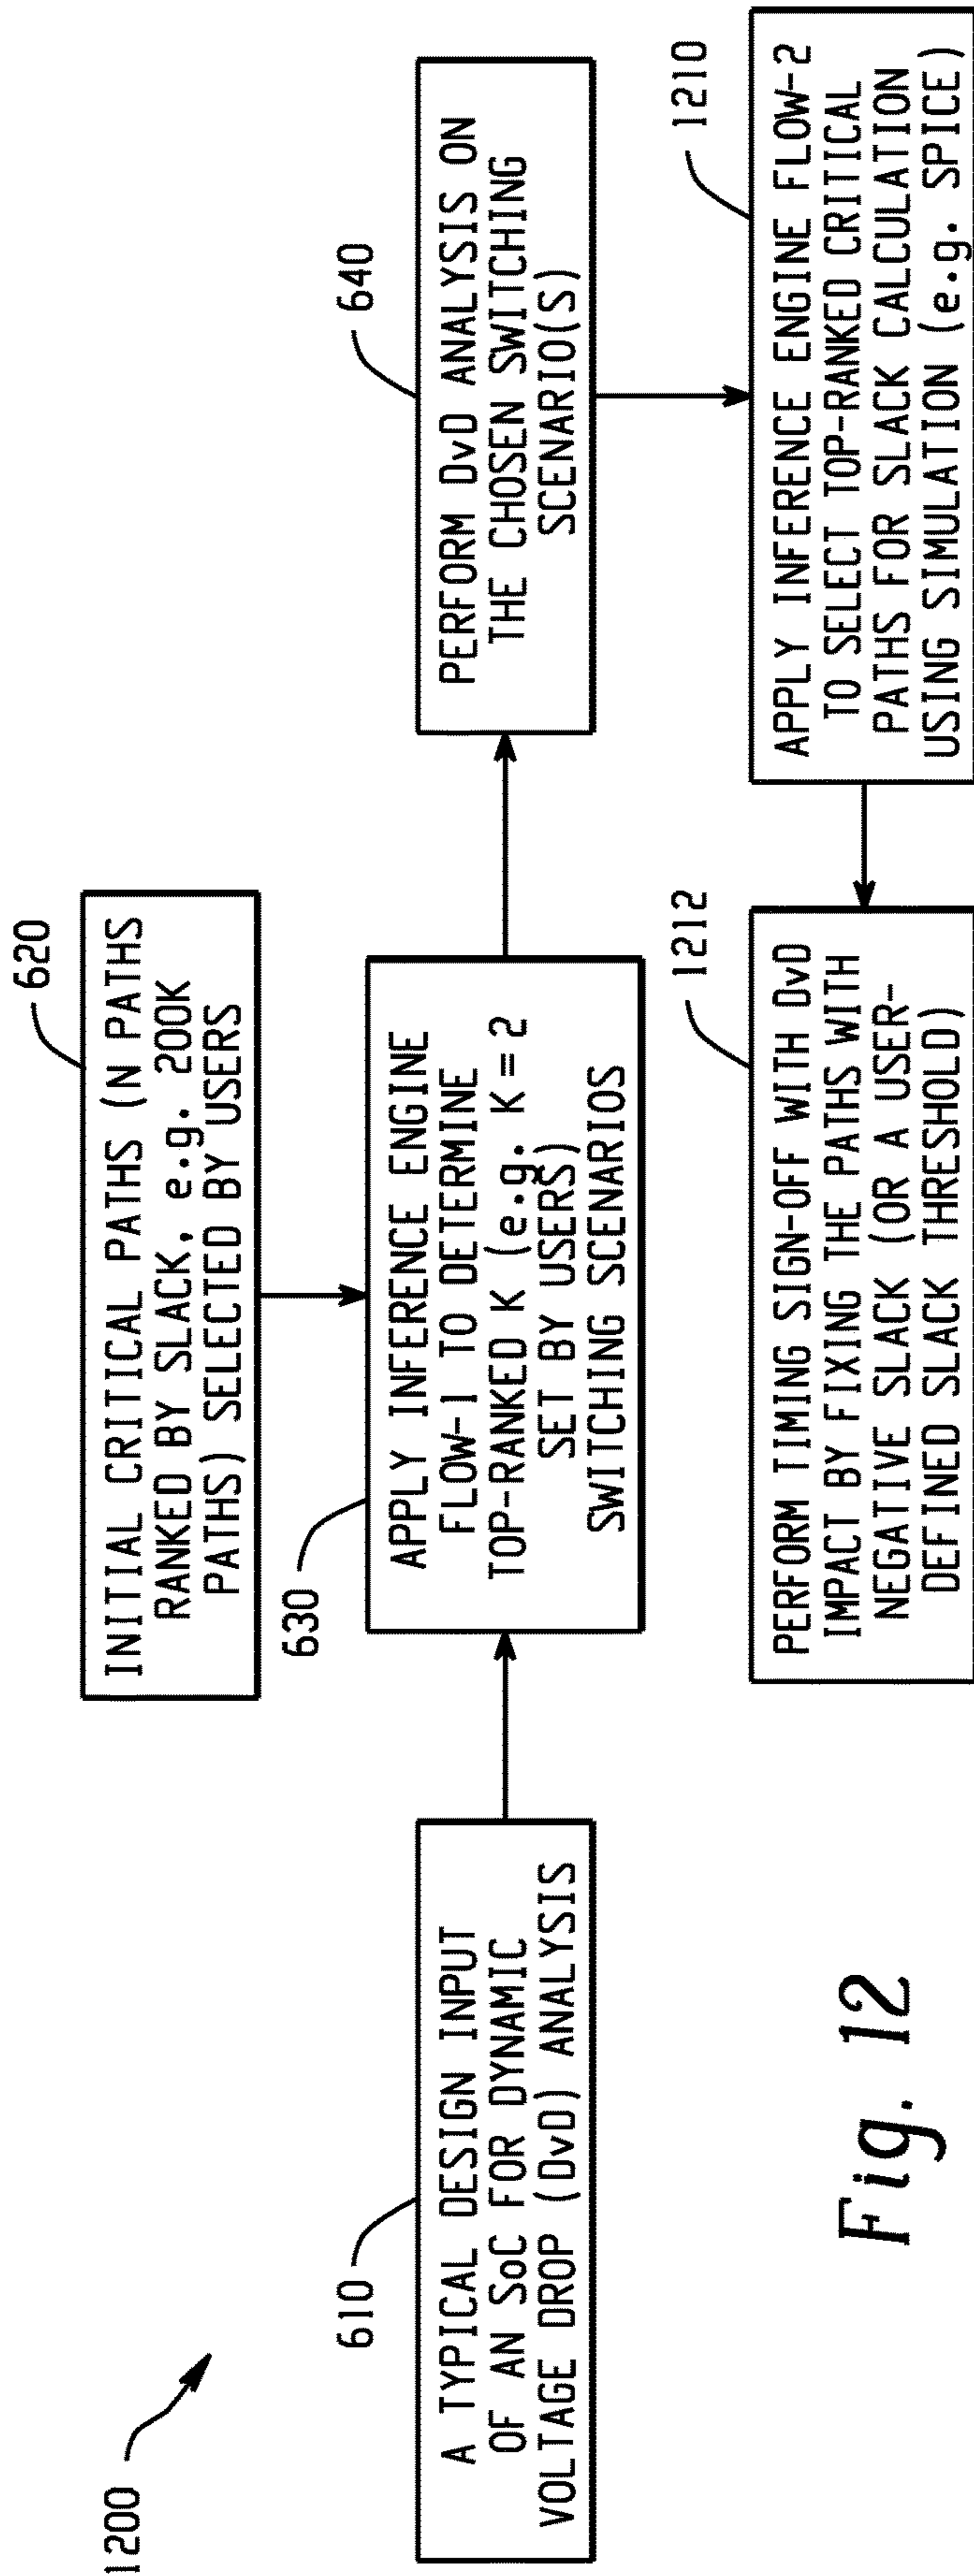 1200
610
A TYPICAL DESIGN INPUT
OF AN SoC FOR DYNAMIC
VOLTAGE DROP (DvD) ANALYSIS
620
INITIAL CRITICAL PATHS (N PATHS
RANKED BY SLACK, e.g. 200K
PATHS) SELECTED BY USERS
630
APPLY INFERENCE ENGINE
FLOW-1 TO DETERMINE
TOP-RANKED K (e.g. K = 2
SET BY USERS)
SWITCHING SCENARIOS
640
PERFORM DvD ANALYSIS ON
THE CHOSEN SWITCHING
SCENARIO(S)
1210
APPLY INFERENCE ENGINE FLOW-2
TO SELECT TOP-RANKED CRITICAL
PATHS FOR SLACK CALCULATION
USING SIMULATION (e.g. SPICE)
1212
PERFORM TIMING SIGN-OFF WITH DvD
IMPACT BY FIXING THE PATHS WITH
NEGATIVE SLACK (OR A USER-
DEFINED SLACK THRESHOLD)
Fig. 12